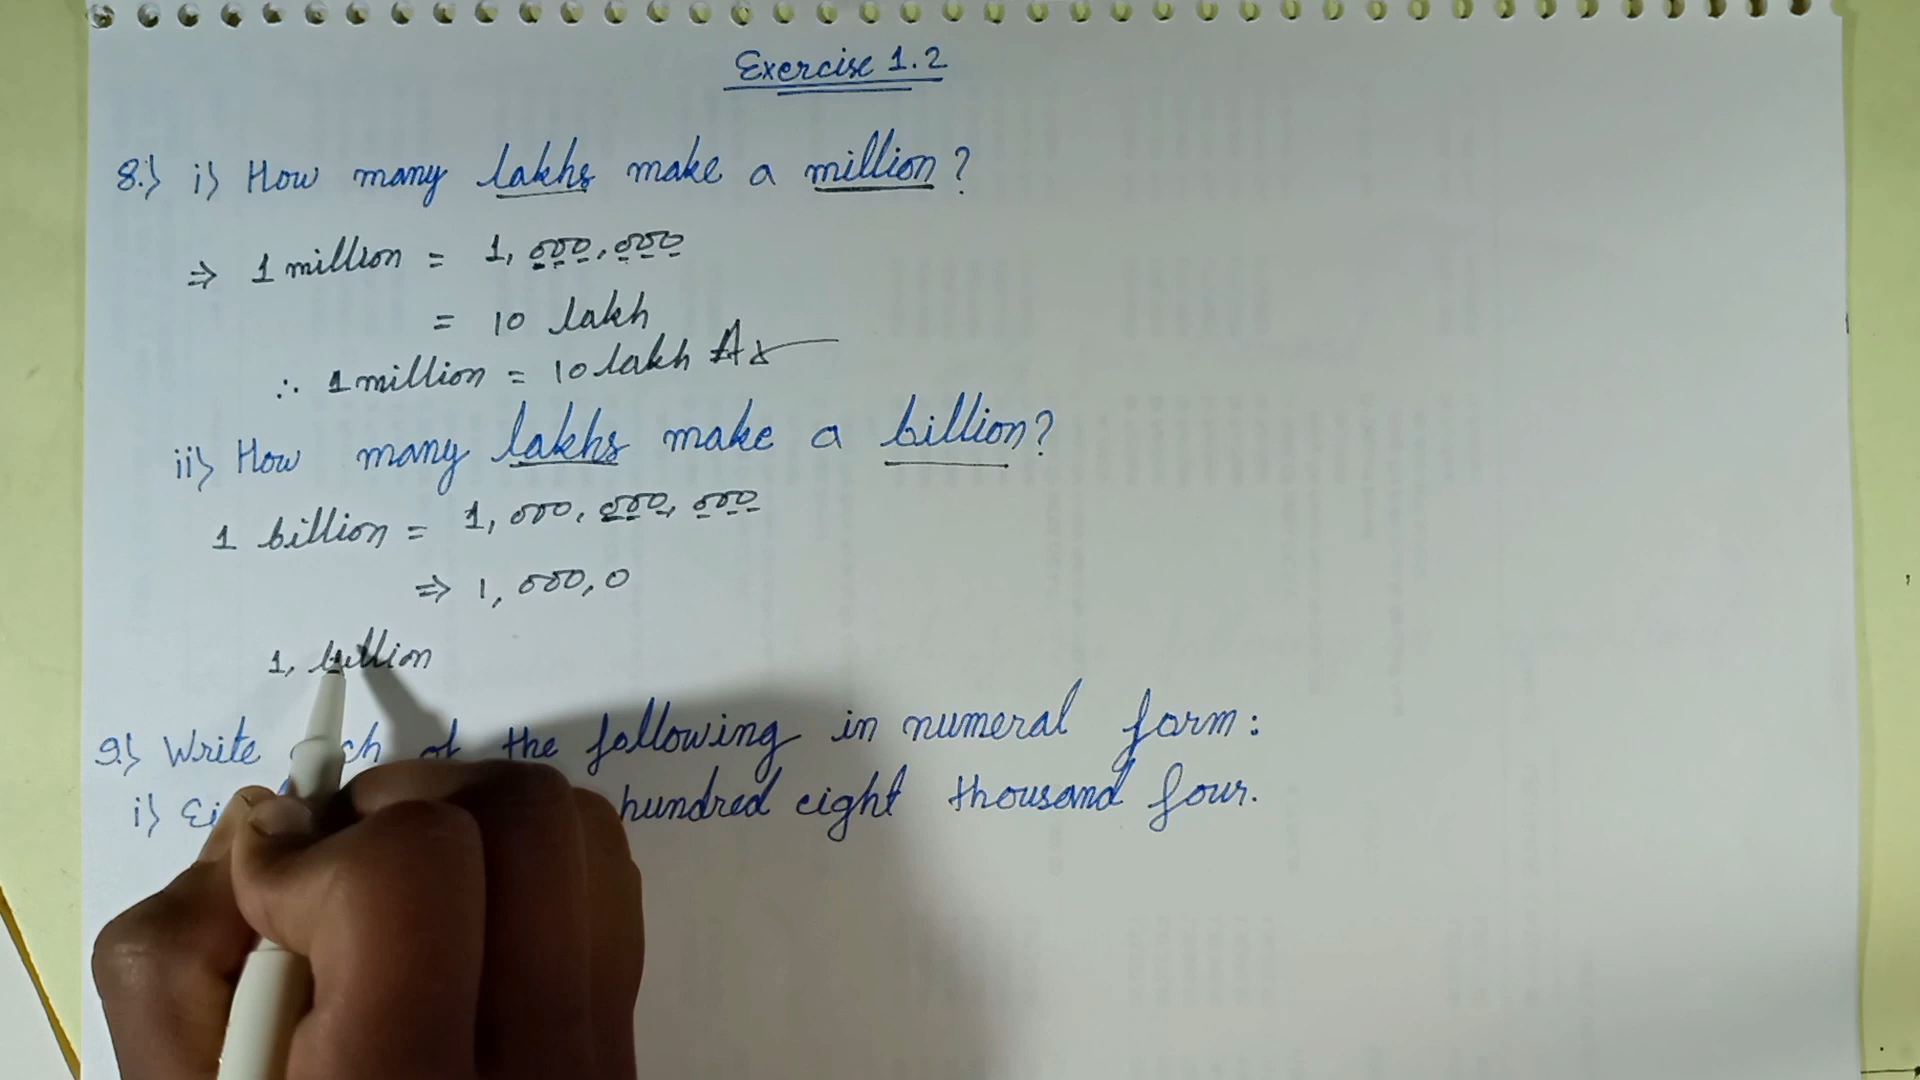 Exercise 1.2
8.) i) How many lakhs make a million?
⇒ 1 million = 1,000,000
= 10 lakh
∴ 1 million = 10 lakh
ii) How many lakhs make a billion?
1 billion = 1,000,000,000
⇒ 1,000,0
1, billion
9.) Write of the following in numeral form:
i) hundred eight thousand four.